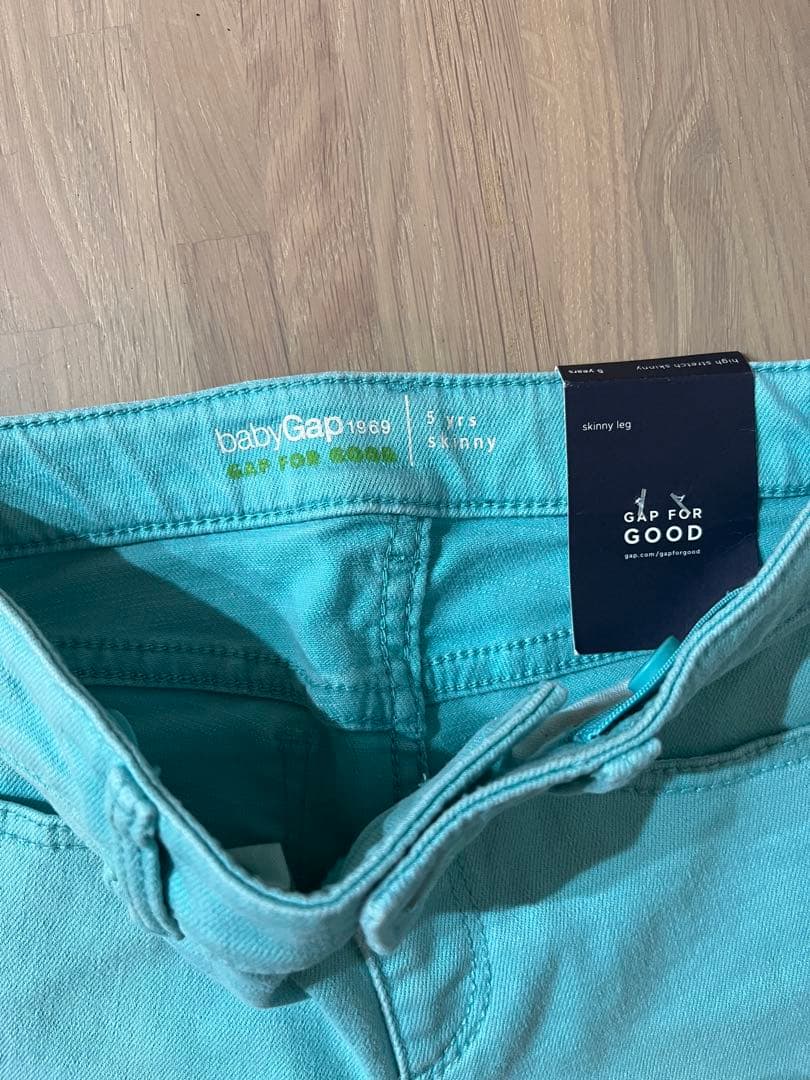 babyGap 1969
GAP FOR GOOD
5 yrs
skinny
high stretch skinny
5 years
skinny leg
GAP FOR
GOOD
gap.com/gapforgood